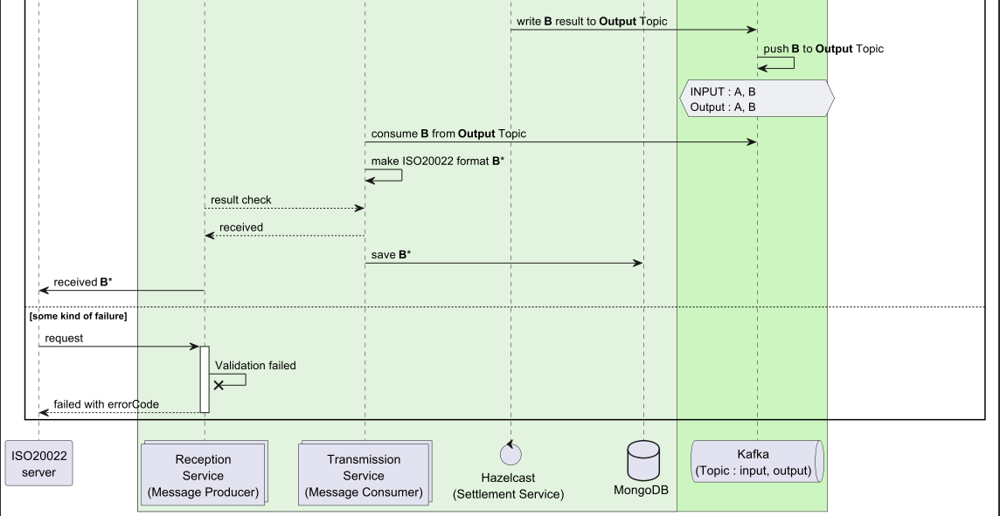 write B result to Output Topic
push B to Output Topic
INPUT : A, B
Output : A, B
consume B from Output Topic
make ISO20022 format B*
result check
received
save B*
received B*
[some kind of failure]
request
Validation failed
failed with errorCode
ISO20022
server
Reception
Service
(Message Producer)
Transmission
Service
(Message Consumer)
Hazelcast
(Settlement Service)
MongoDB
Kafka
(Topic : input, output)